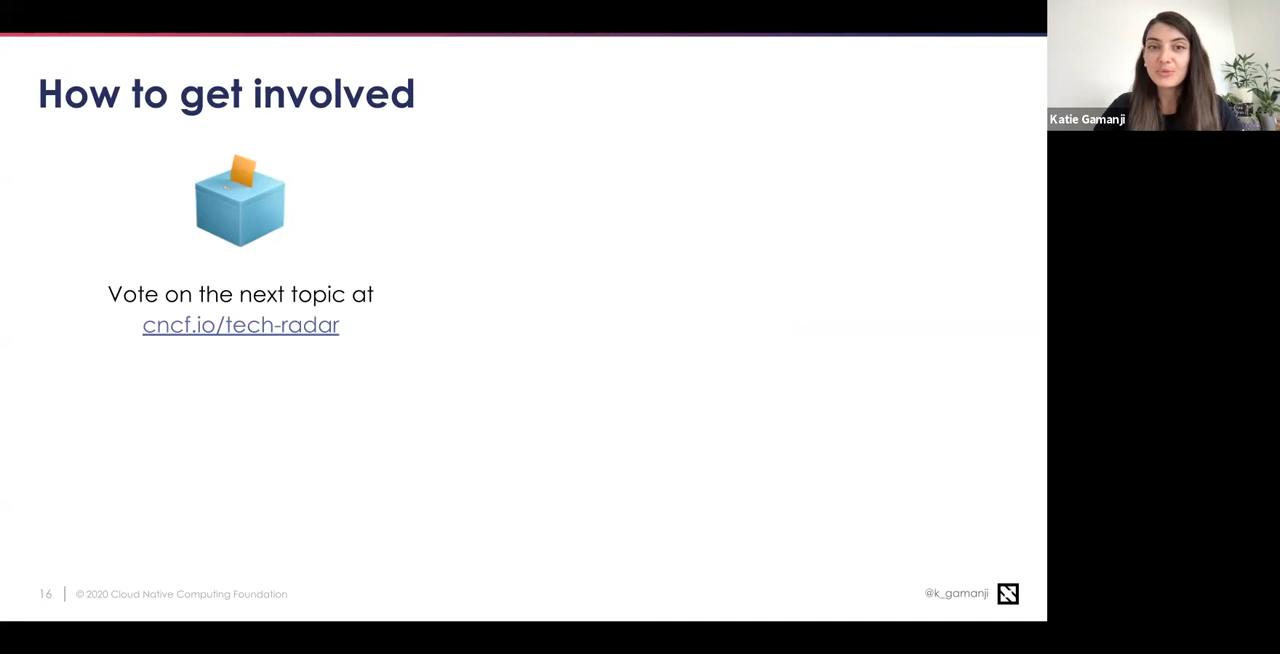 How to get involved
Vote on the next topic at
cncf.io/tech-radar
16
© 2020 Cloud Native Computing Foundation
@k_gamanji
Katie Gamanji